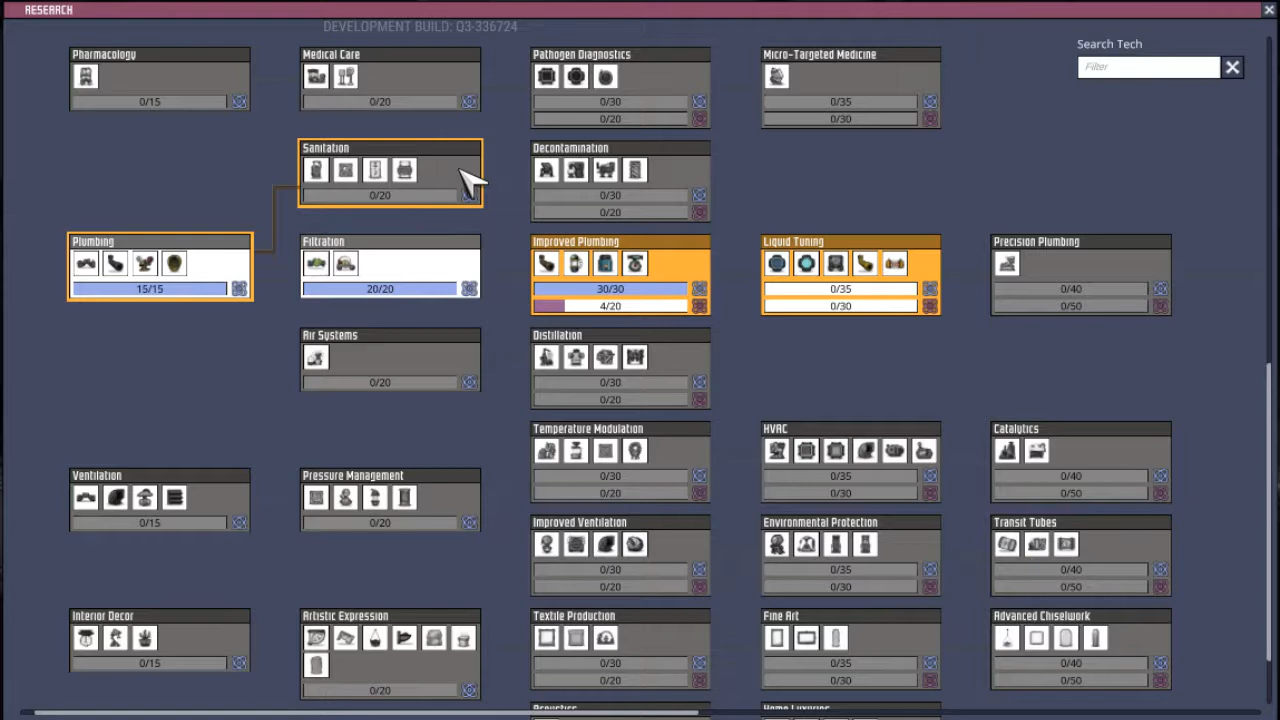 RESEARCH
DEVELOPMENT BUILD: Q3-336724
Search Tech
Filter
Pharmacology
0/15
Medical Care
0/20
Pathogen Diagnostics
0/30
0/20
Micro-Targeted Medicine
0/35
0/30
Sanitation
0/20
Decontamination
0/30
0/20
Plumbing
15/15
Filtration
20/20
Improved Plumbing
30/30
4/20
Liquid Tuning
0/35
0/30
Precision Plumbing
0/40
0/50
Air Systems
0/20
Distillation
0/30
0/20
Temperature Modulation
0/30
0/20
HVAC
0/35
0/30
Catalytics
0/40
0/50
Ventilation
0/15
Pressure Management
0/20
Improved Ventilation
0/30
0/20
Environmental Protection
0/35
0/30
Transit Tubes
0/40
0/50
Interior Decor
0/15
Artistic Expression
0/20
Textile Production
0/30
0/20
Fine Art
0/35
0/30
Advanced Chiselwork
0/40
0/50